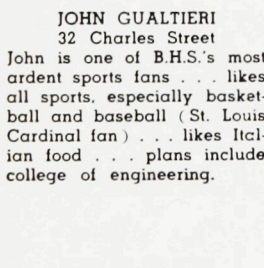 JOHN GUALTIERI
32 Charles Street
John is one of B.H.S.'s most
ardent sports fans . . . likes
all sports, especially basket-
ball and baseball (St. Louis
Cardinal fan) . . . likes Ital-
ian food . . . plans include
college of engineering.